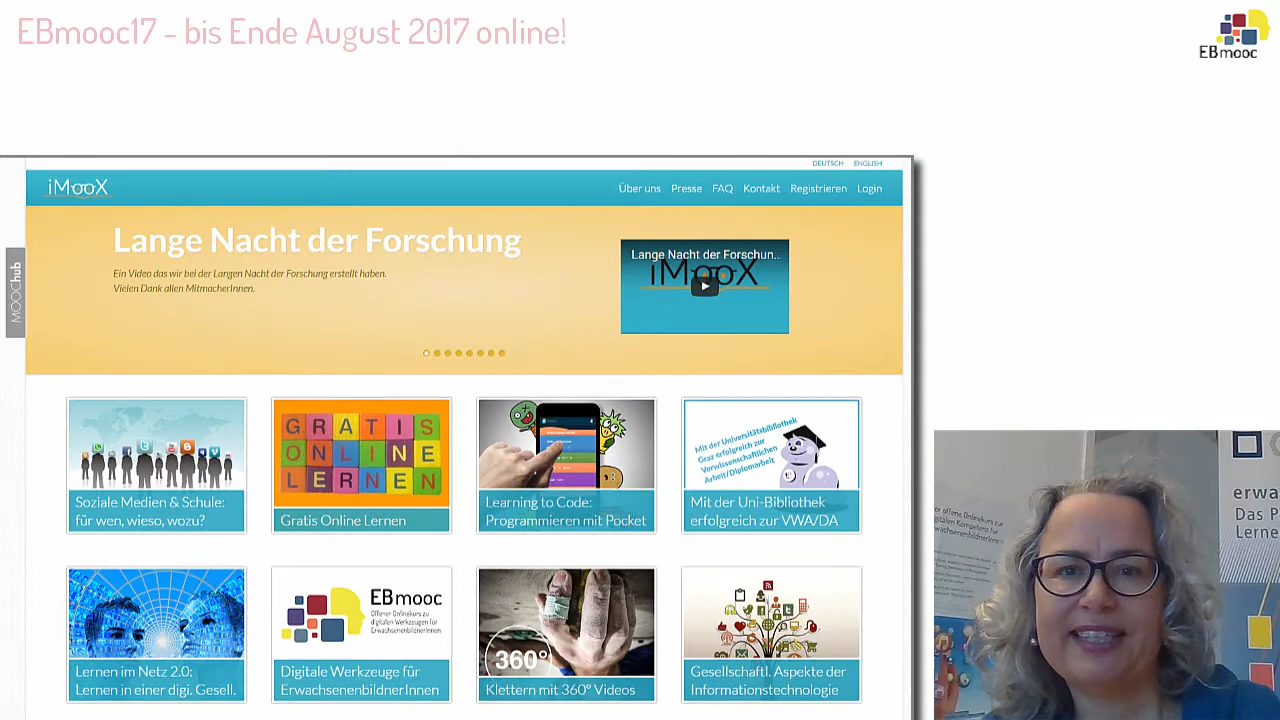 EBmooc17 - bis Ende August 2017 online!
EBmooc
DEUTSCH ENGLISH
iMooX
Über uns Presse FAQ Kontakt Registrieren Login
MOOChub
Lange Nacht der Forschung
Ein Video das wir bei der Langen Nacht der Forschung erstellt haben.
Vielen Dank allen MitmacherInnen.
Lange Nacht der Forschun...
iMooX
Soziale Medien & Schule:
für wen, wieso, wozu?
GRATIS
ONLINE
LERNEN
Gratis Online Lernen
Learning to Code:
Programmieren mit Pocket
Mit der Universitätsbibliothek
Graz erfolgreich zur
Vorwissenschaftlichen
Arbeit/Diplomarbeit
Mit der Uni-Bibliothek
erfolgreich zur VWA/DA
Lernen im Netz 2.0:
Lernen in einer digi. Gesell.
EBmooc
Offener Onlinekurs zu
digitalen Werkzeugen für
ErwachsenenbildnerInnen
Digitale Werkzeuge für
ErwachsenenbildnerInnen
360°
Klettern mit 360° Videos
Gesellschaftl. Aspekte der
Informationstechnologie
erwa
Das P
Lerne
offene Onlinekurs zu